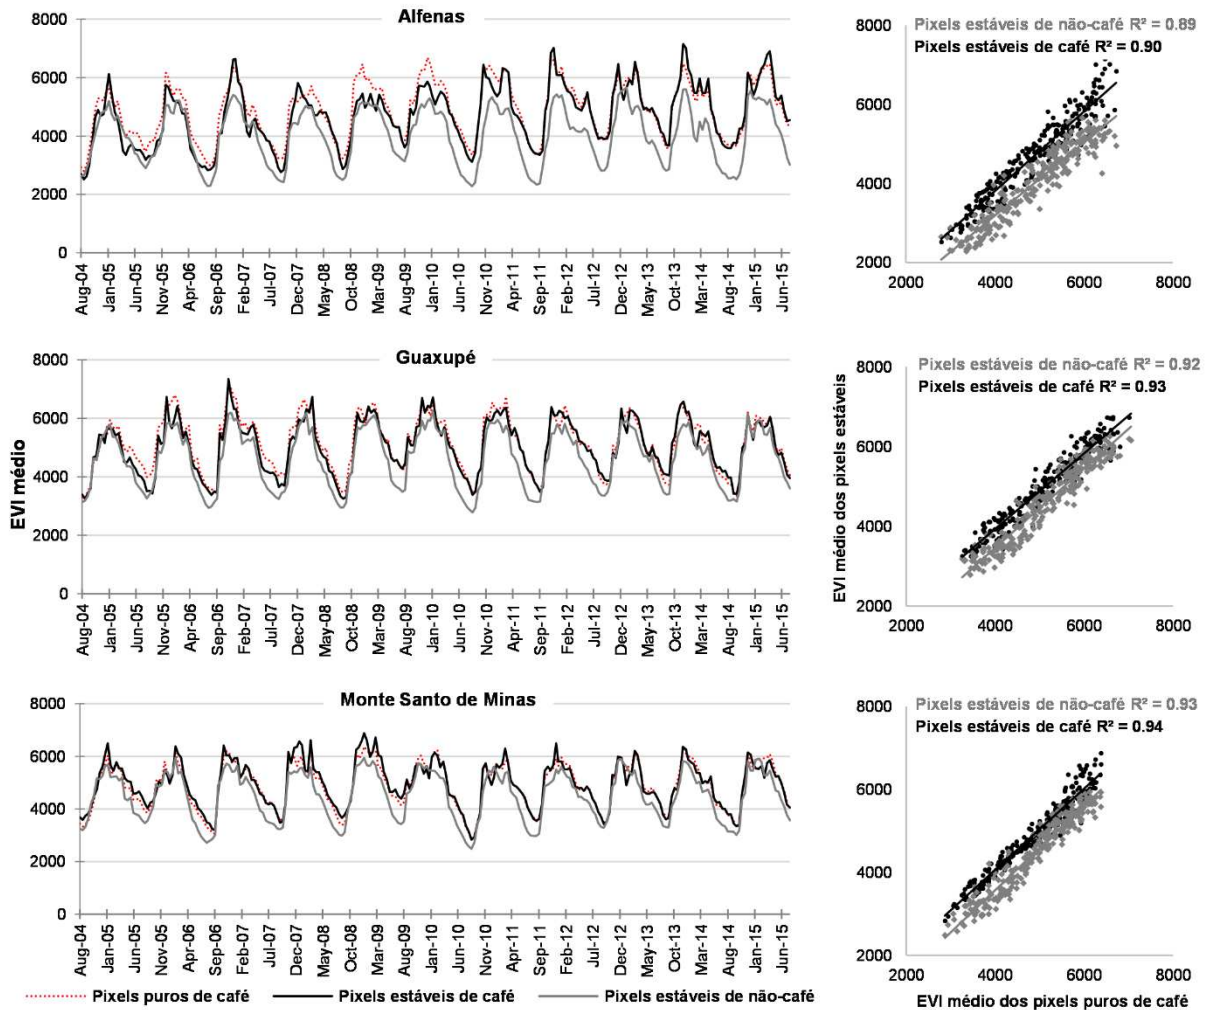 Alfenas
8000
6000
4000
2000
0
Aug-04 Jan-05 Jun-05 Nov-05 Apr-06 Sep-06 Feb-07 Jul-07 Dec-07 May-08 Oct-08 Mar-09 Aug-09 Jan-10 Jun-10 Nov-10 Apr-11 Sep-11 Feb-12 Jul-12 Dec-12 May-13 Oct-13 Mar-14 Aug-14 Jan-15 Jun-15
Pixels estáveis de não-café R² = 0.89
Pixels estáveis de café R² = 0.90
8000
6000
4000
2000
2000 4000 6000 8000
Guaxupé
EVI médio
8000
6000
4000
2000
0
Aug-04 Jan-05 Jun-05 Nov-05 Apr-06 Sep-06 Feb-07 Jul-07 Dec-07 May-08 Oct-08 Mar-09 Aug-09 Jan-10 Jun-10 Nov-10 Apr-11 Sep-11 Feb-12 Jul-12 Dec-12 May-13 Oct-13 Mar-14 Aug-14 Jan-15 Jun-15
EVI médio dos pixels estáveis
Pixels estáveis de não-café R² = 0.92
Pixels estáveis de café R² = 0.93
8000
6000
4000
2000
2000 4000 6000 8000
Monte Santo de Minas
8000
6000
4000
2000
0
Aug-04 Jan-05 Jun-05 Nov-05 Apr-06 Sep-06 Feb-07 Jul-07 Dec-07 May-08 Oct-08 Mar-09 Aug-09 Jan-10 Jun-10 Nov-10 Apr-11 Sep-11 Feb-12 Jul-12 Dec-12 May-13 Oct-13 Mar-14 Aug-14 Jan-15 Jun-15
Pixels estáveis de não-café R² = 0.93
Pixels estáveis de café R² = 0.94
8000
6000
4000
2000
2000 4000 6000 8000
Pixels puros de café Pixels estáveis de café Pixels estáveis de não-café
EVI médio dos pixels puros de café